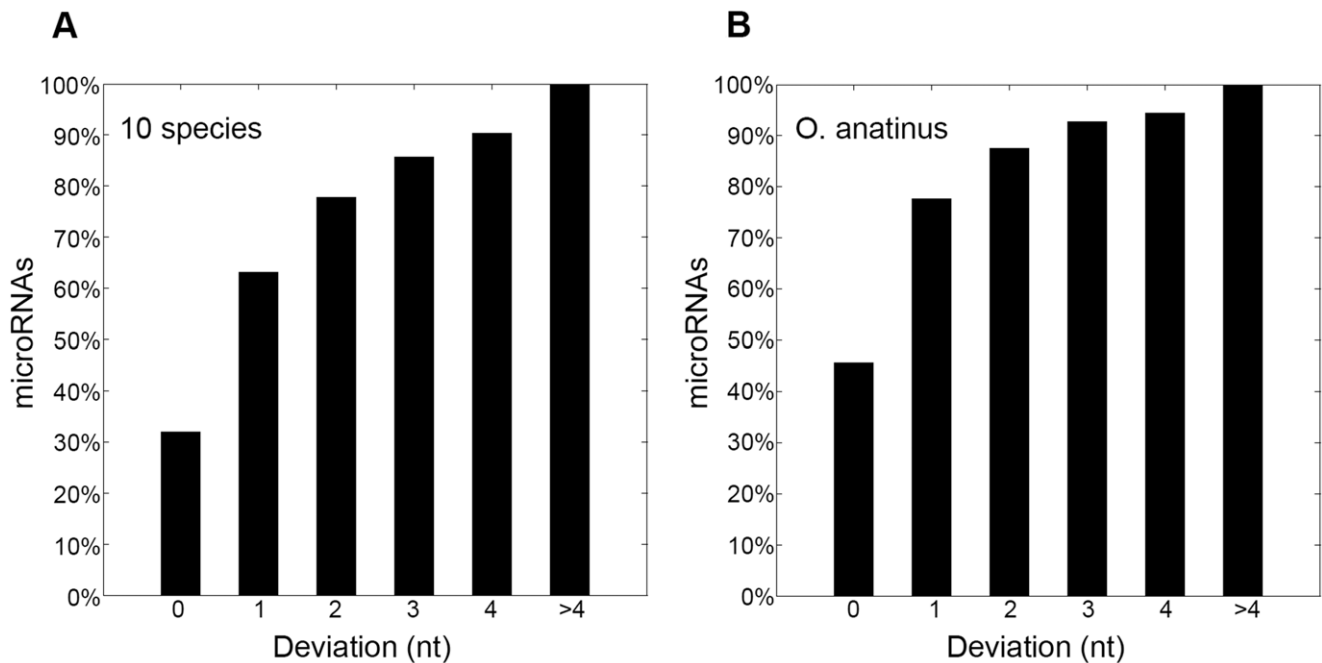 A
100%
90%
80%
70%
60%
50%
40%
30%
20%
10%
0%
microRNAs
10 species
0 1 2 3 4 >4
Deviation (nt)
B
100%
90%
80%
70%
60%
50%
40%
30%
20%
10%
0%
microRNAs
O. anatinus
0 1 2 3 4 >4
Deviation (nt)